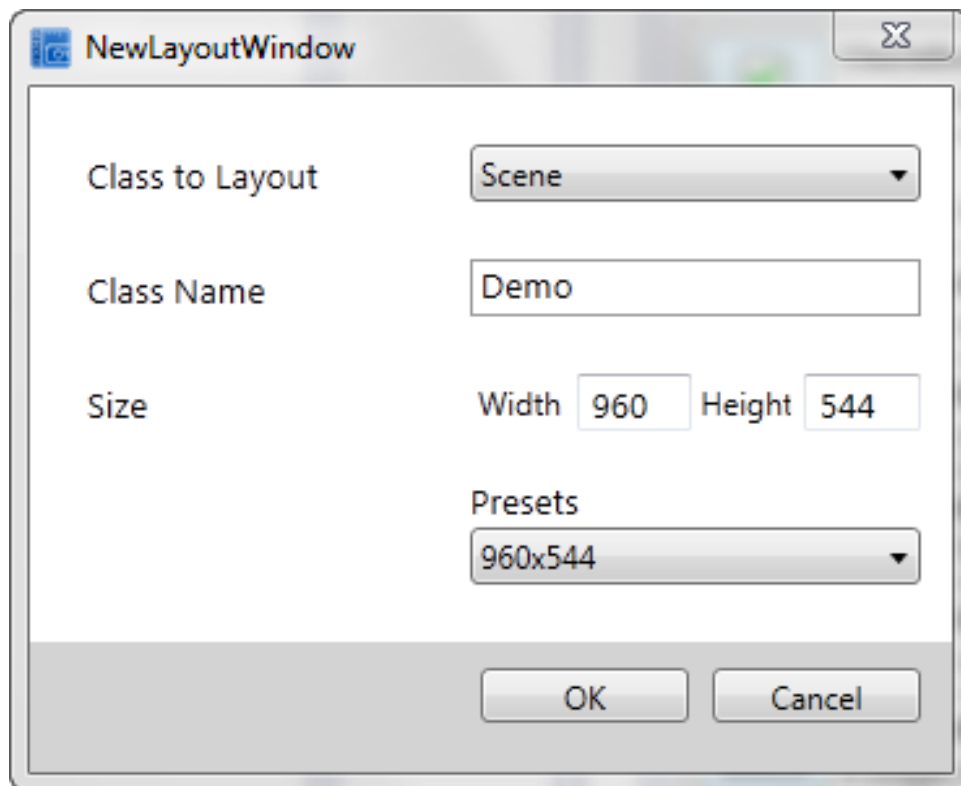 NewLayoutWindow
Class to Layout Scene
Class Name Demo
Size Width 960 Height 544
Presets
960x544
OK Cancel